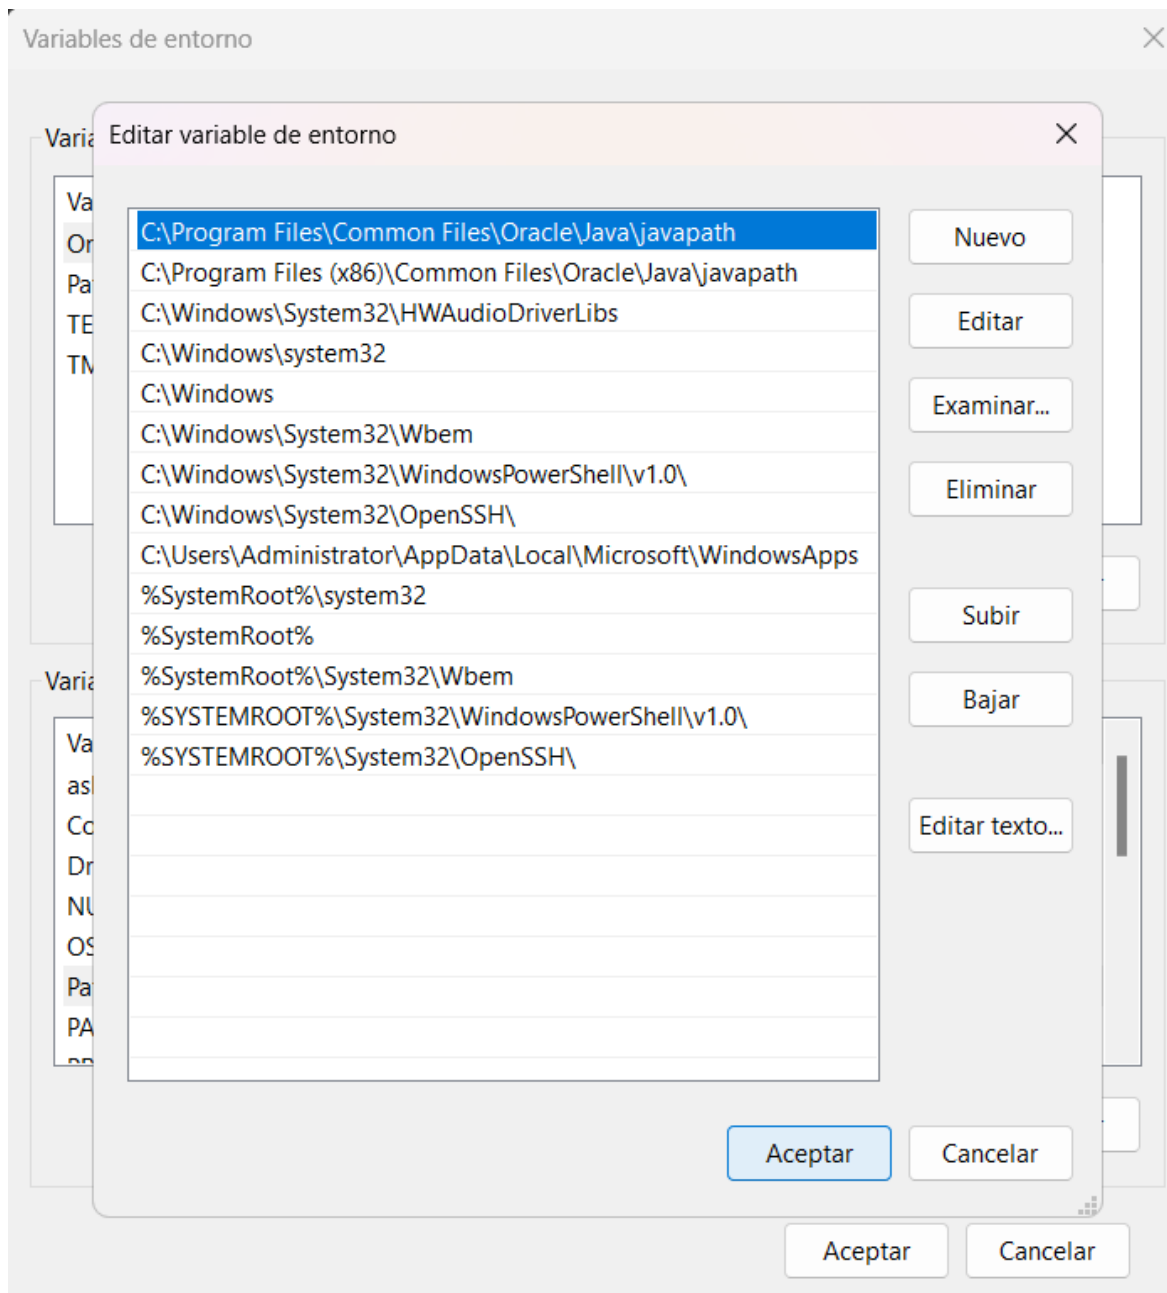 Variables de entorno
Editar variable de entorno
C:\Program Files\Common Files\Oracle\Java\javapath
C:\Program Files (x86)\Common Files\Oracle\Java\javapath
C:\Windows\System32\HWAudioDriverLibs
C:\Windows\system32
C:\Windows
C:\Windows\System32\Wbem
C:\Windows\System32\WindowsPowerShell\v1.0\
C:\Windows\System32\OpenSSH\
C:\Users\Administrator\AppData\Local\Microsoft\WindowsApps
%SystemRoot%\system32
%SystemRoot%
%SystemRoot%\System32\Wbem
%SYSTEMROOT%\System32\WindowsPowerShell\v1.0\
%SYSTEMROOT%\System32\OpenSSH\
Nuevo
Editar
Examinar...
Eliminar
Subir
Bajar
Editar texto...
Aceptar
Cancelar
Aceptar
Cancelar